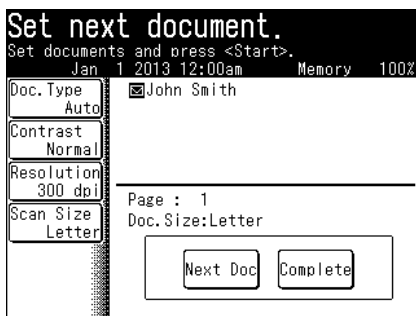 Set next document.
Set documents and press <Start>.
Jan 1 2013 12:00am Memory 100%
Doc.Type
Auto
Contrast
Normal
Resolution
300 dpi
Scan Size
Letter
John Smith
Page : 1
Doc.Size:Letter
Next Doc Complete